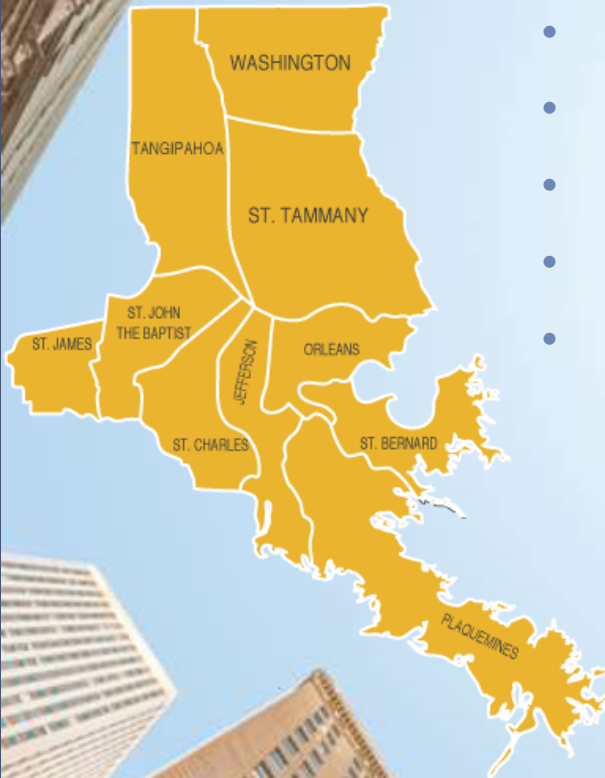 WASHINGTON
TANGIPAHOA
ST. TAMMANY
ST. JOHN
THE BAPTIST
ST. JAMES
JEFFERSON
ORLEANS
ST. CHARLES
ST. BERNARD
PLAQUEMINES